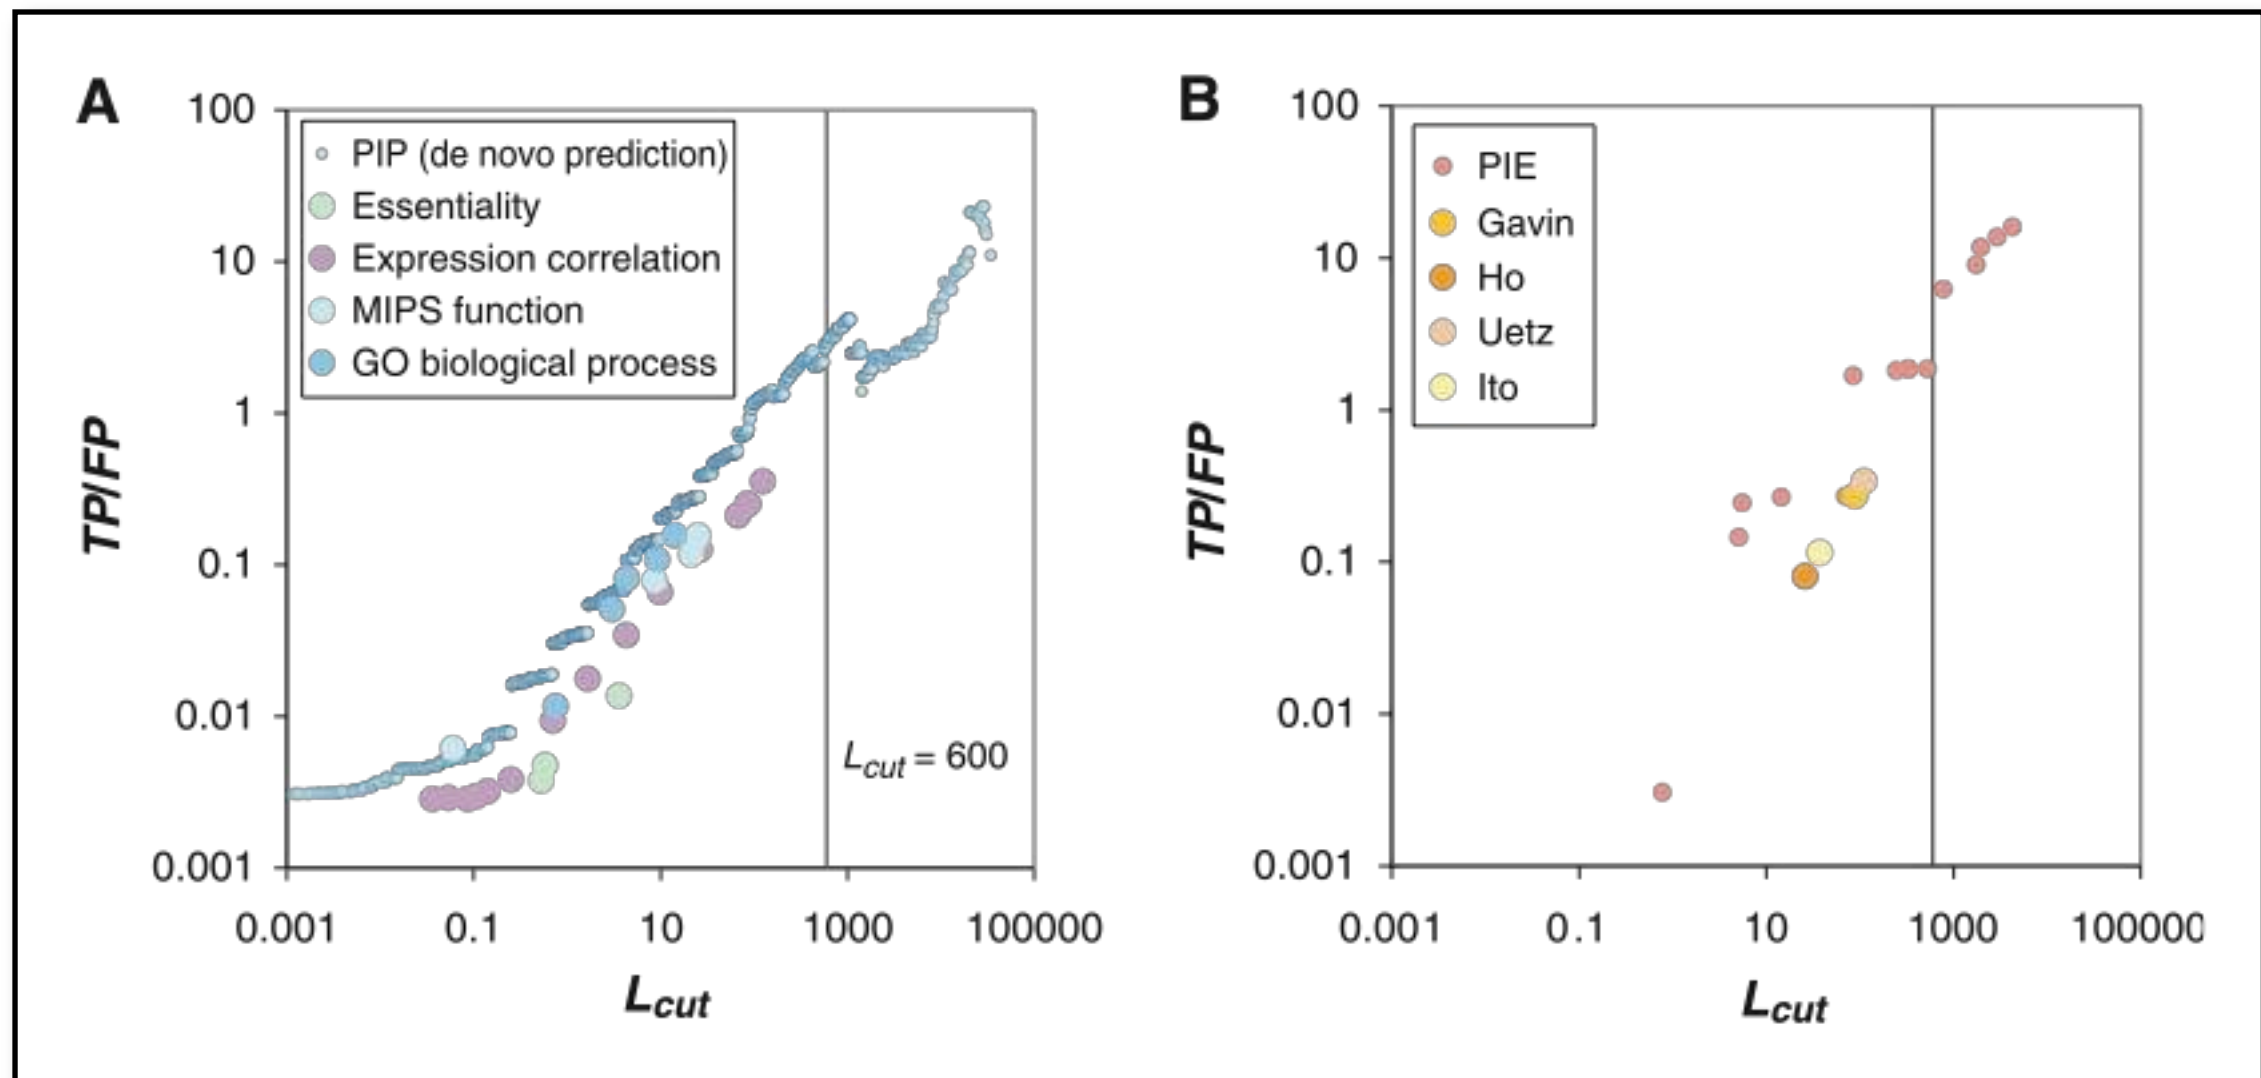 A
100
10
1
0.1
0.01
0.001
TP/FP
PIP (de novo prediction)
Essentiality
Expression correlation
MIPS function
GO biological process
Lcut = 600
0.001 0.1 10 1000 100000
Lcut
B
100
10
1
0.1
0.01
0.001
TP/FP
PIE
Gavin
Ho
Uetz
Ito
0.001 0.1 10 1000 100000
Lcut